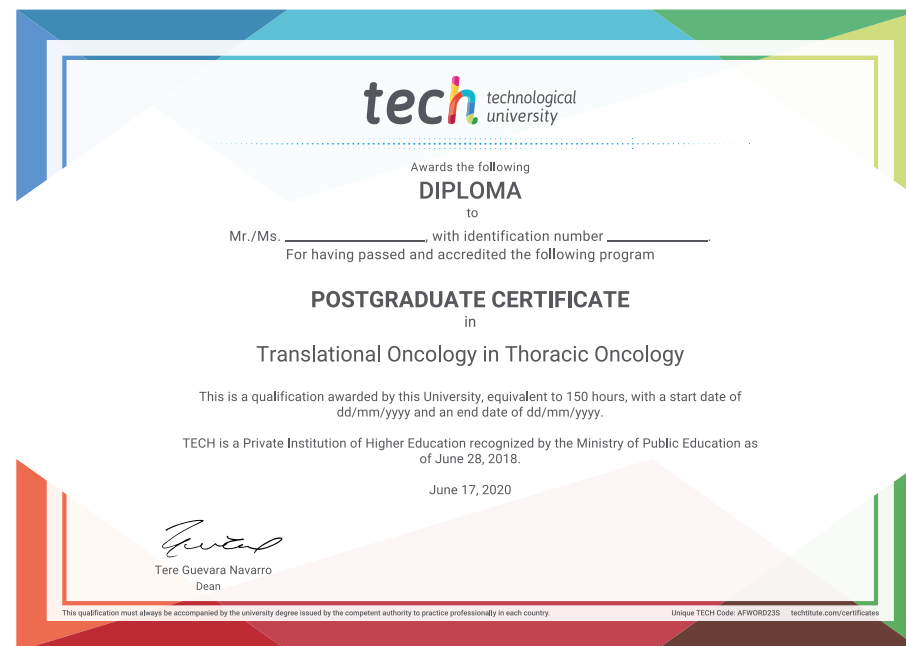 tech technological
university
Awards the following
DIPLOMA
to
Mr./Ms. ____________________, with identification number ______________.
For having passed and accredited the following program
POSTGRADUATE CERTIFICATE
in
Translational Oncology in Thoracic Oncology
This is a qualification awarded by this University, equivalent to 150 hours, with a start date of
dd/mm/yyyy and an end date of dd/mm/yyyy.
TECH is a Private Institution of Higher Education recognized by the Ministry of Public Education as
of June 28, 2018.
June 17, 2020
Tere Guevara Navarro
Dean
This qualification must always be accompanied by the university degree issued by the competent authority to practice professionally in each country. Unique TECH Code: AFWORD23S techtitute.com/certificates